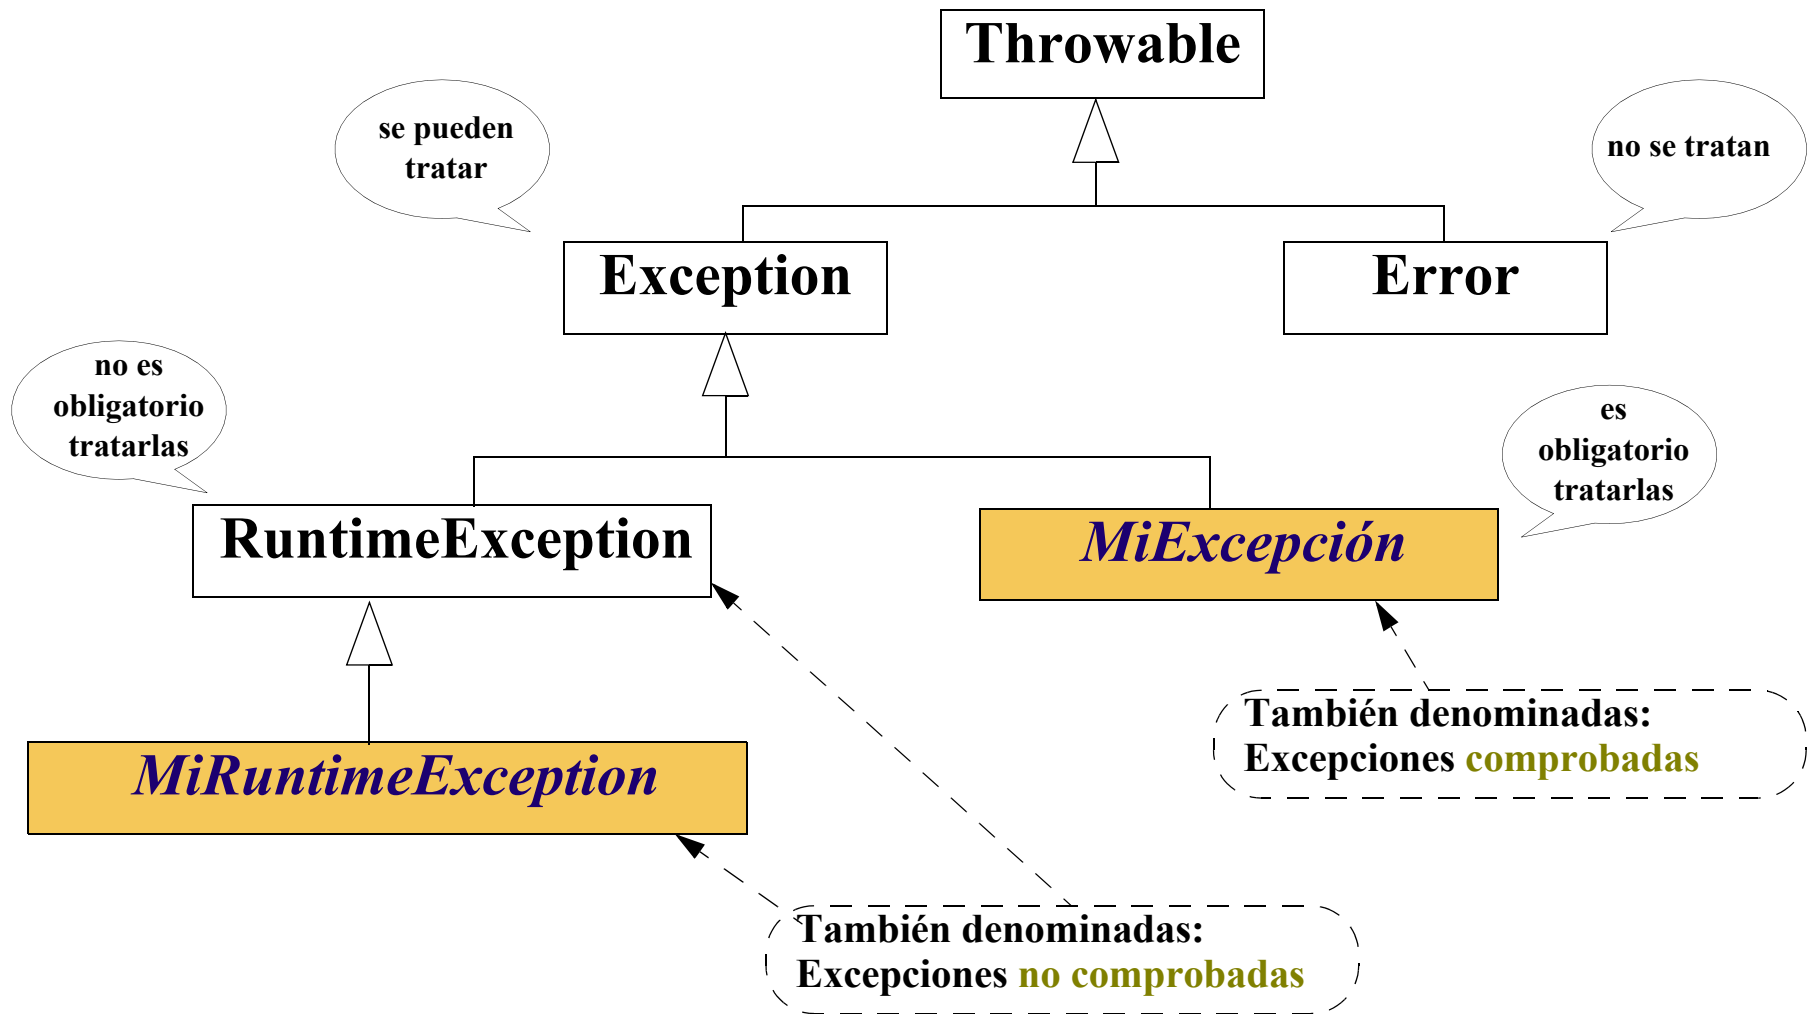 Throwable
se pueden
tratar
no se tratan
Exception
Error
no es
obligatorio
tratarlas
es
obligatorio
tratarlas
RuntimeException
MiExcepción
También denominadas:
Excepciones comprobadas
MiRuntimeException
También denominadas:
Excepciones no comprobadas